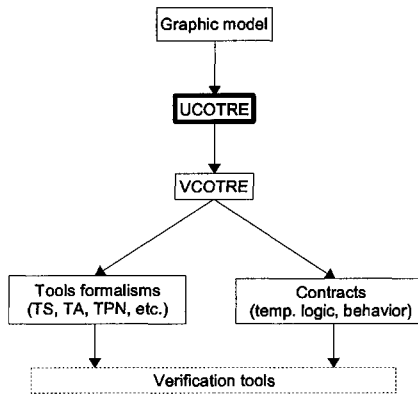 Graphic model
UCOTRE
VCOTRE
Tools formalisms
(TS, TA, TPN, etc.)
Contracts
(temp. logic, behavior)
Verification tools